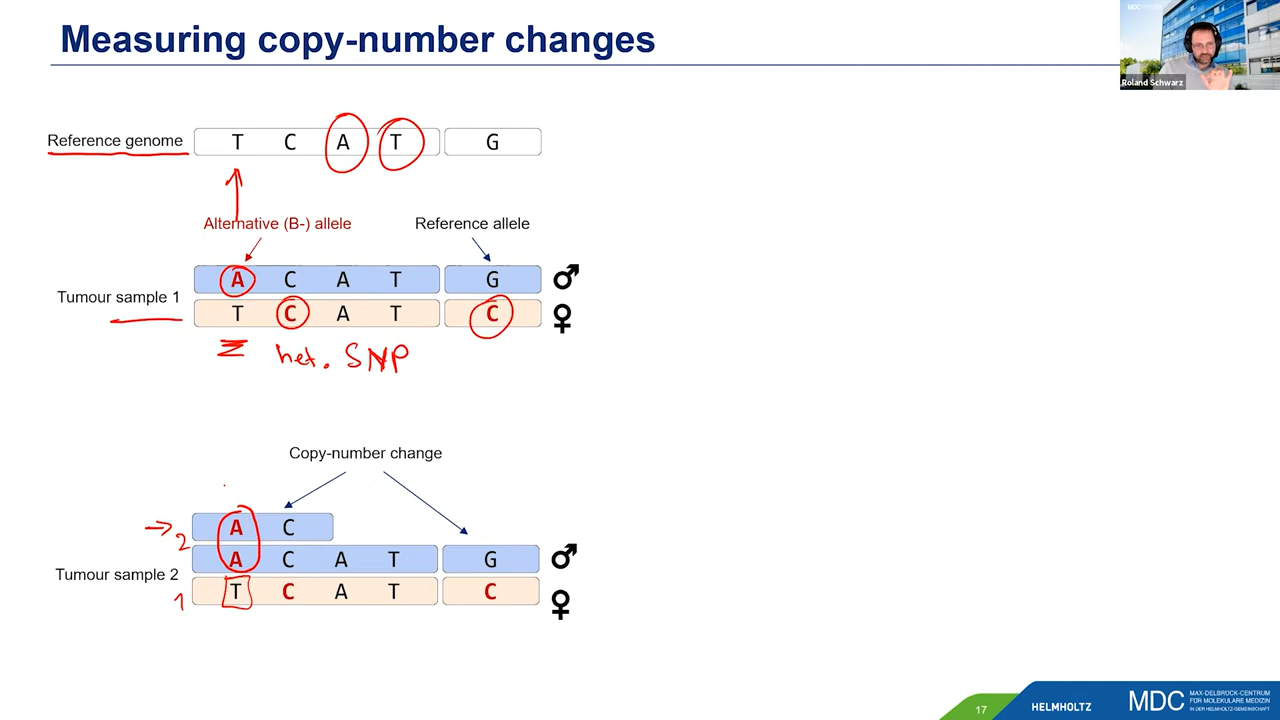 Measuring copy-number changes
MDC
Roland Schwarz
Reference genome T C A T G
Alternative (B-) allele Reference allele
A C A T G ♂
Tumour sample 1
T C A T C ♀
het. SNP
Copy-number change
A C
2
A C A T G ♂
Tumour sample 2
1 T C A T C ♀
17
HELMHOLTZ
MDC
MAX-DELBRÜCK-CENTRUM
FÜR MOLEKULARE MEDIZIN
IN DER HELMHOLTZ-GEMEINSCHAFT